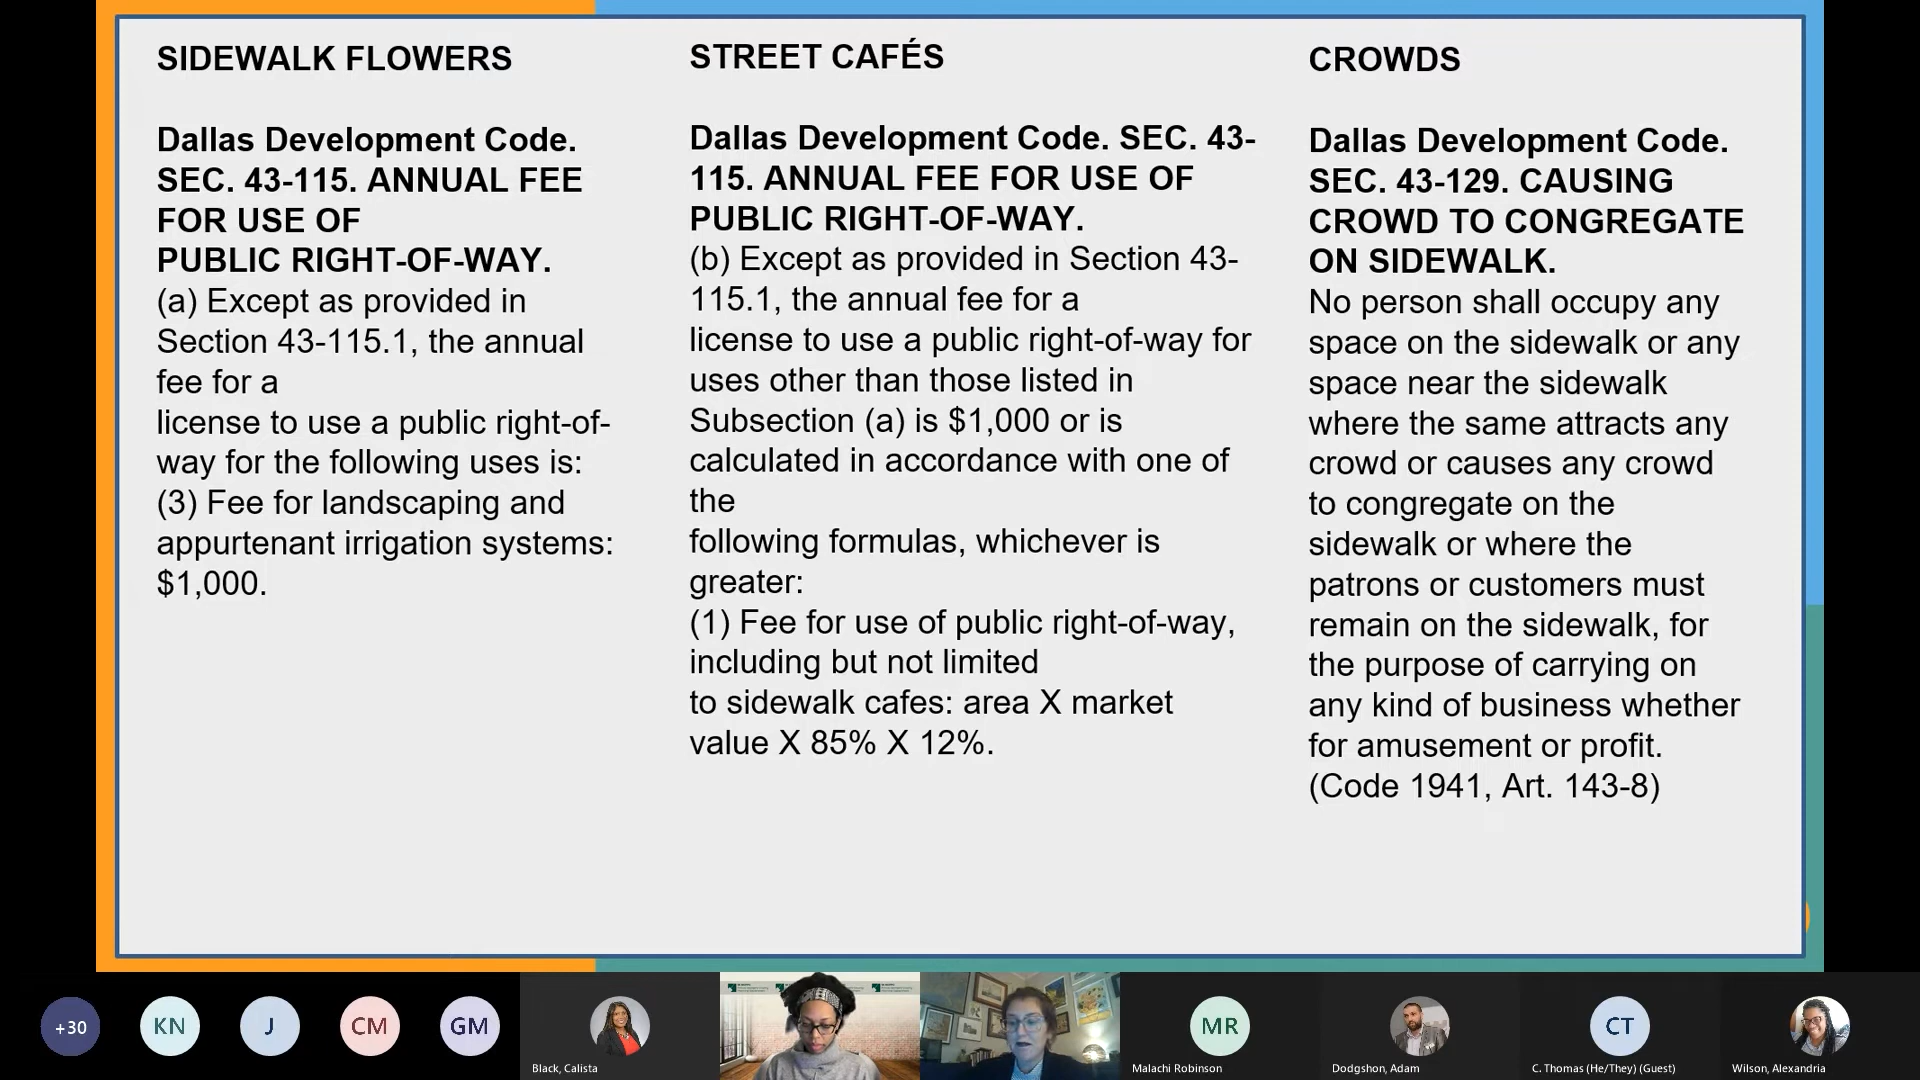 SIDEWALK FLOWERS
Dallas Development Code.
SEC. 43-115. ANNUAL FEE
FOR USE OF
PUBLIC RIGHT-OF-WAY.
(a) Except as provided in
Section 43-115.1, the annual
fee for a
license to use a public right-of-
way for the following uses is:
(3) Fee for landscaping and
appurtenant irrigation systems:
$1,000.
STREET CAFÉS
Dallas Development Code. SEC. 43-
115. ANNUAL FEE FOR USE OF
PUBLIC RIGHT-OF-WAY.
(b) Except as provided in Section 43-
115.1, the annual fee for a
license to use a public right-of-way for
uses other than those listed in
Subsection (a) is $1,000 or is
calculated in accordance with one of
the
following formulas, whichever is
greater:
(1) Fee for use of public right-of-way,
including but not limited
to sidewalk cafes: area X market
value X 85% X 12%.
CROWDS
Dallas Development Code.
SEC. 43-129. CAUSING
CROWD TO CONGREGATE
ON SIDEWALK.
No person shall occupy any
space on the sidewalk or any
space near the sidewalk
where the same attracts any
crowd or causes any crowd
to congregate on the
sidewalk or where the
patrons or customers must
remain on the sidewalk, for
the purpose of carrying on
any kind of business whether
for amusement or profit.
(Code 1941, Art. 143-8)
+30
KN
J
CM
GM
Black, Calista
MR
Malachi Robinson
Dodgshon, Adam
CT
C. Thomas (He/They) (Guest)
Wilson, Alexandria